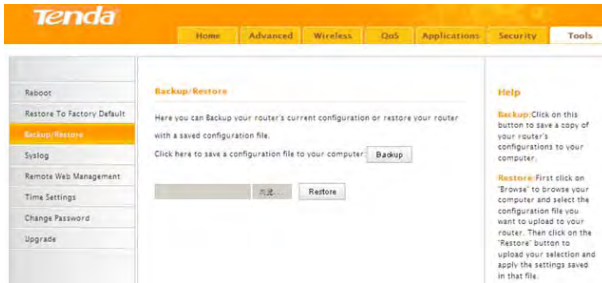 Tenda
Home Advanced Wireless QoS Applications Security Tools
Reboot
Restore To Factory Default
Backup/Restore
Syslog
Remote Web Management
Time Settings
Change Password
Upgrade
Backup/Restore
Here you can Backup your router's current configuration or restore your router
with a saved configuration file.
Click here to save a configuration file to your computer: Backup
Restore
Help
Backup:Click on this
button to save a copy of
your router's
configurations to your
computer.
Restore:First click on
'Browse' to browse your
computer and select the
configuration file you
want to upload to your
router. Then click on the
'Restore' button to
upload your selection and
apply the settings saved
in that file.